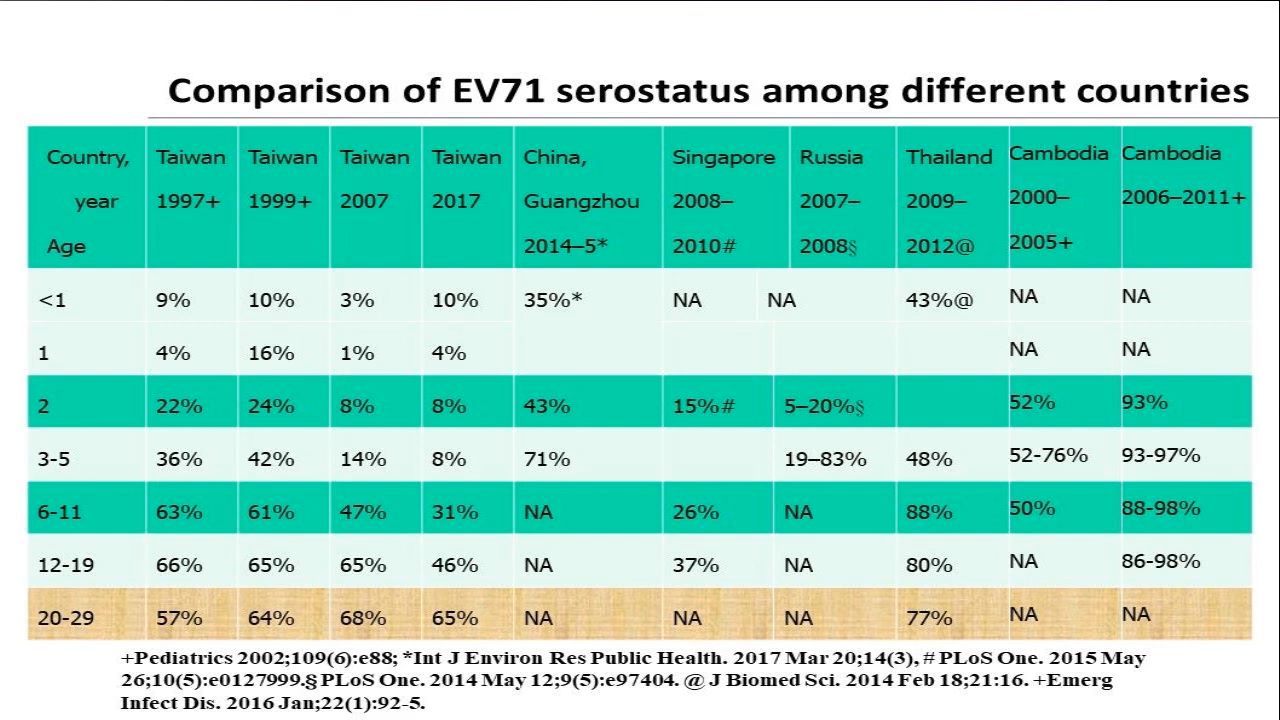 Comparison of EV71 serostatus among different countries
Country, year Age | Taiwan 1997+ | Taiwan 1999+ | Taiwan 2007 | Taiwan 2017 | China, Guangzhou 2014–5* | Singapore 2008–2010# | Russia 2007–2008§ | Thailand 2009–2012@ | Cambodia 2000–2005+ | Cambodia 2006–2011+
<1 | 9% | 10% | 3% | 10% | 35%* | NA | NA | 43%@ | NA | NA
1 | 4% | 16% | 1% | 4% | | | | | NA | NA
2 | 22% | 24% | 8% | 8% | 43% | 15%# | 5–20%§ | | 52% | 93%
3-5 | 36% | 42% | 14% | 8% | 71% | | 19–83% | 48% | 52-76% | 93-97%
6-11 | 63% | 61% | 47% | 31% | NA | 26% | NA | 88% | 50% | 88-98%
12-19 | 66% | 65% | 65% | 46% | NA | 37% | NA | 80% | NA | 86-98%
20-29 | 57% | 64% | 68% | 65% | NA | NA | NA | 77% | NA | NA
+Pediatrics 2002;109(6):e88; *Int J Environ Res Public Health. 2017 Mar 20;14(3), # PLoS One. 2015 May
26;10(5):e0127999.§ PLoS One. 2014 May 12;9(5):e97404. @ J Biomed Sci. 2014 Feb 18;21:16. +Emerg
Infect Dis. 2016 Jan;22(1):92-5.